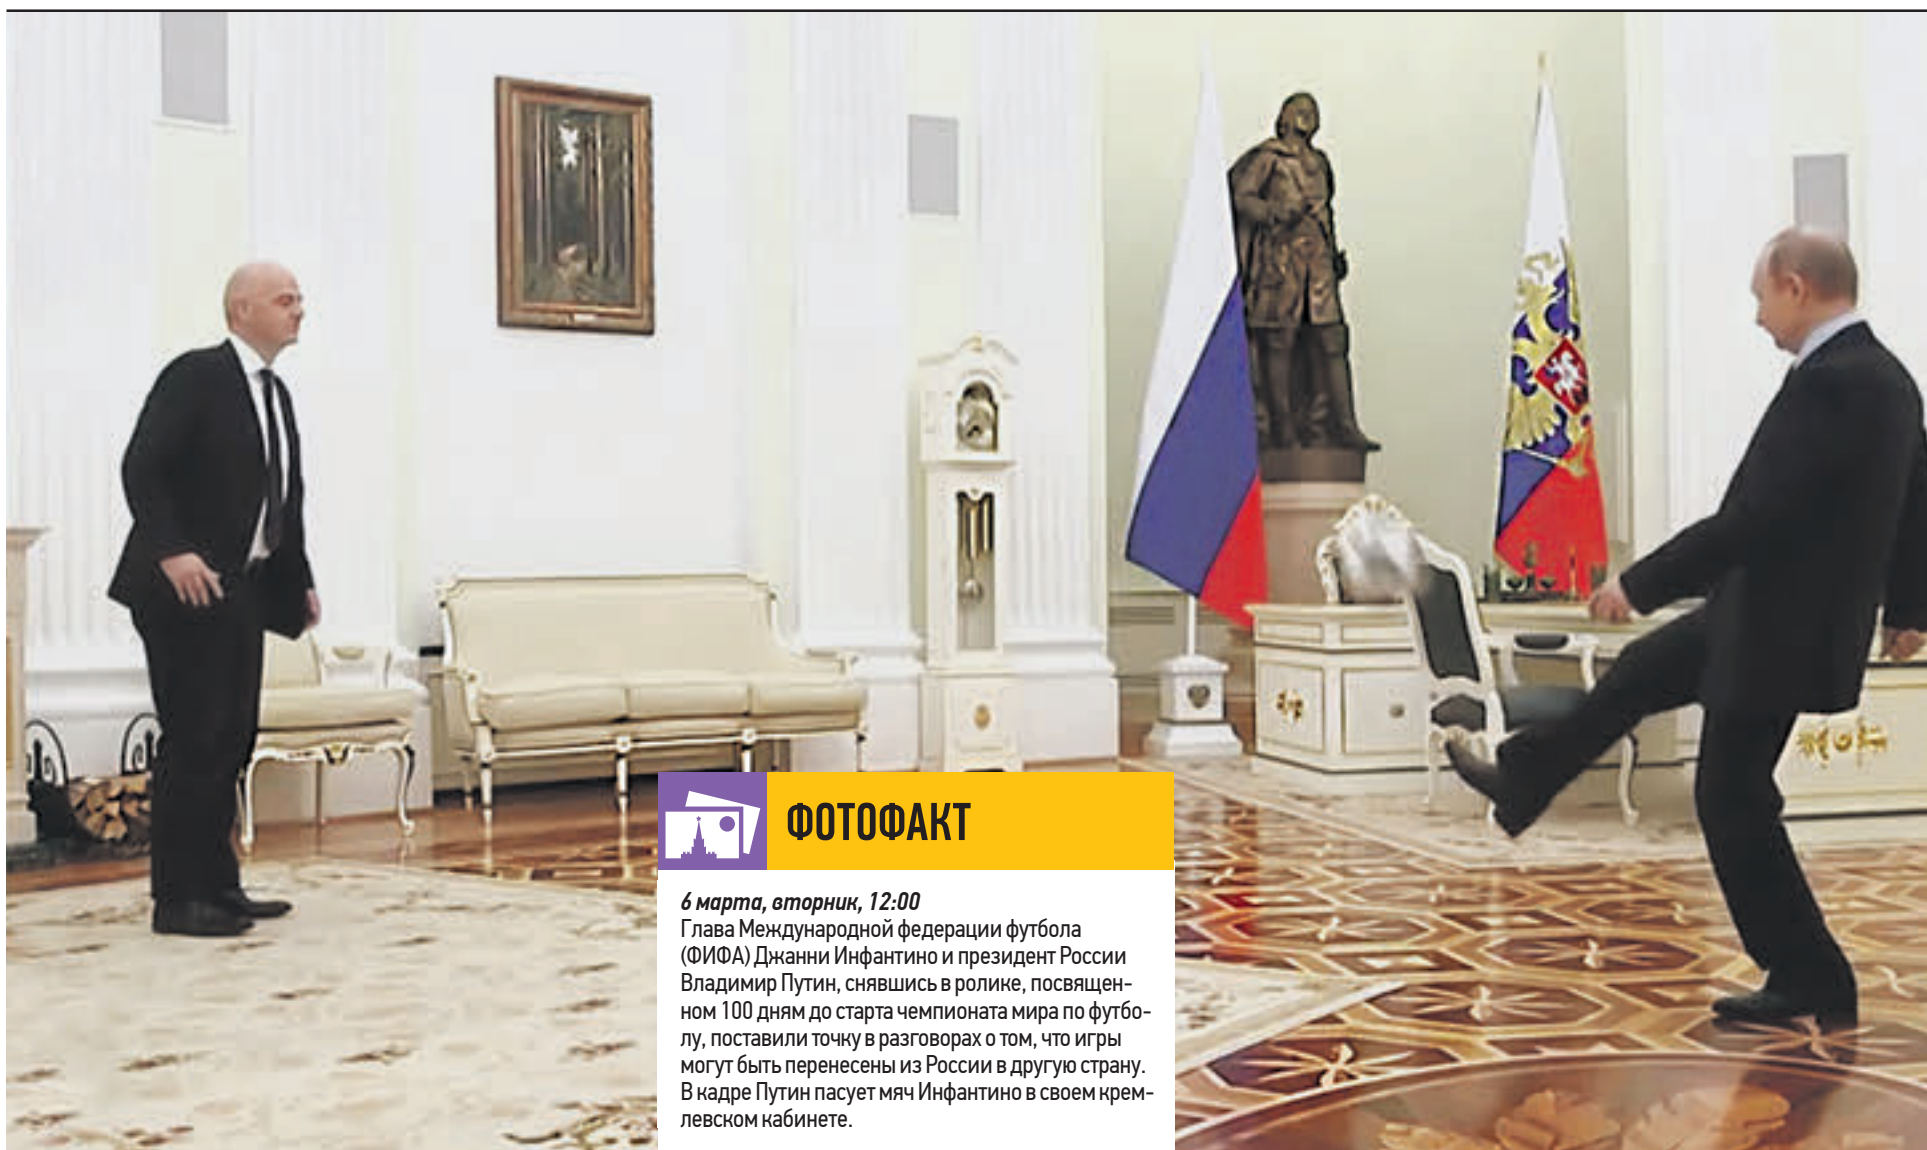 ФОТОФАКТ
6 марта, вторник, 12:00
Глава Международной федерации футбола
(ФИФА) Джанни Инфантино и президент России
Владимир Путин, снявшись в ролике, посвящен-
ном 100 дням до старта чемпионата мира по футбо-
лу, поставили точку в разговорах о том, что игры
могут быть перенесены из России в другую страну.
В кадре Путин пасует мяч Инфантино в своем крем-
левском кабинете.